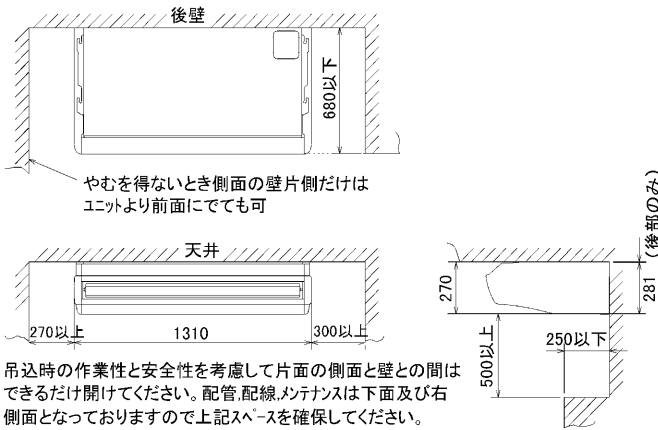 後壁
680以下
やむを得ないとき側面の壁片側だけは
ユニットより前面にでても可
天井
270以上
1310
300以上
270
281
(後部のみ)
500以上
250以下
吊込時の作業性と安全性を考慮して片面の側面と壁との間は
できるだけ開けてください。配管,配線,メンテナンスは下面及び右
側面となっておりますので上記スペースを確保してください。